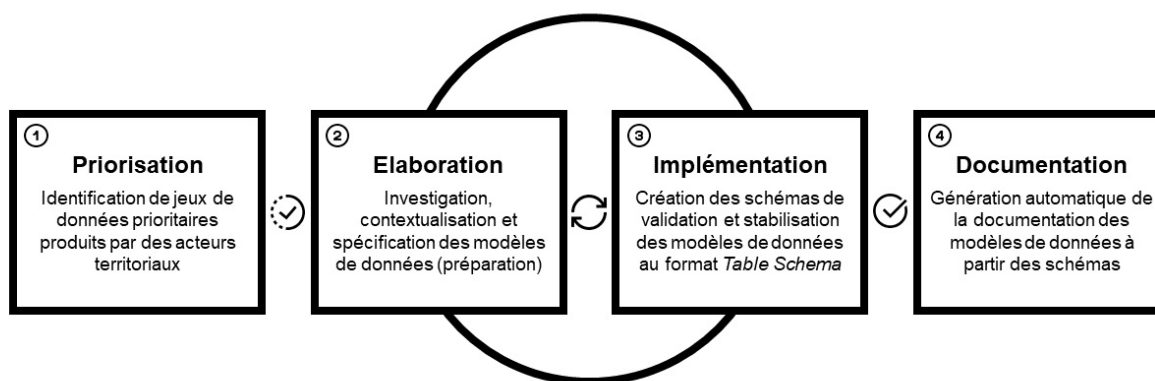 1
Priorisation
Identification de jeux de
données prioritaires
produits par des acteurs
territoriaux
2
Elaboration
Investigation,
contextualisation et
spécification des modèles
de données (préparation)
3
Implémentation
Création des schémas de
validation et stabilisation
des modèles de données
au format Table Schema
4
Documentation
Génération automatique de
la documentation des
modèles de données à
partir des schémas